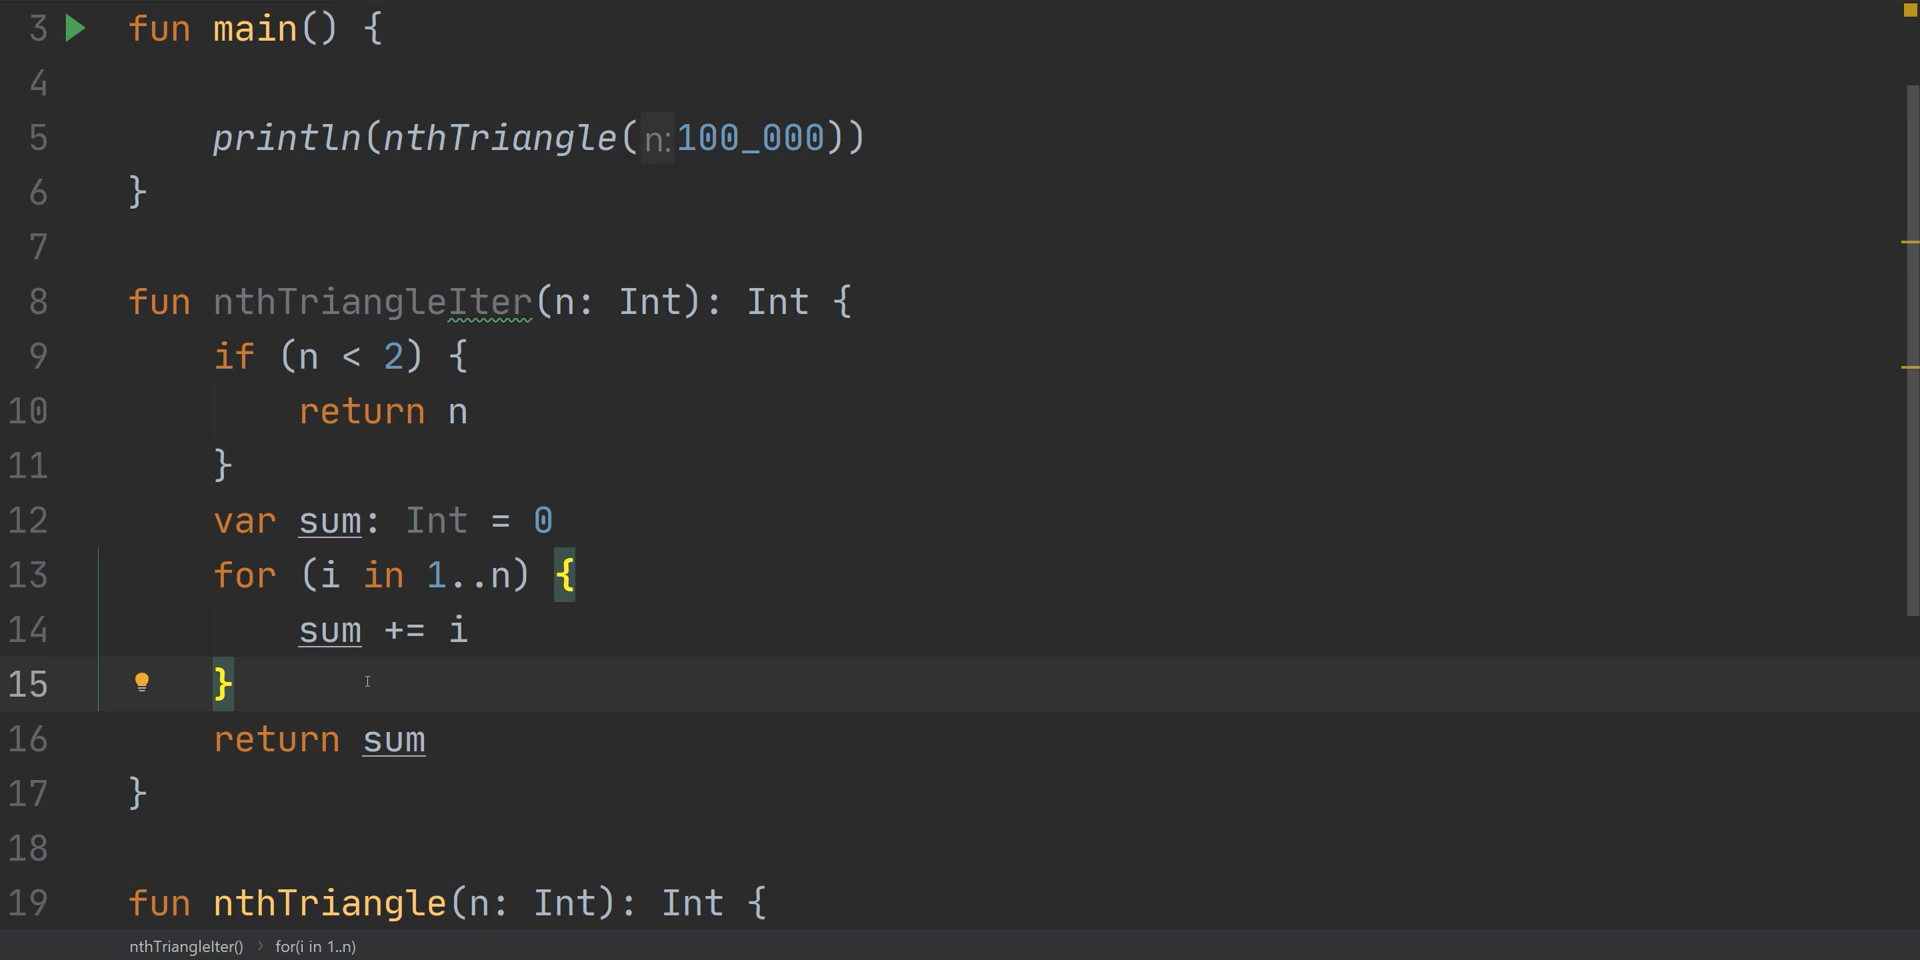 3 fun main() {
4
5 println(nthTriangle( n: 100_000))
6 }
7
8 fun nthTriangleIter(n: Int): Int {
9 if (n < 2) {
10 return n
11 }
12 var sum: Int = 0
13 for (i in 1..n) {
14 sum += i
15 }
16 return sum
17 }
18
19 fun nthTriangle(n: Int): Int {
nthTriangleIter() › for(i in 1..n)